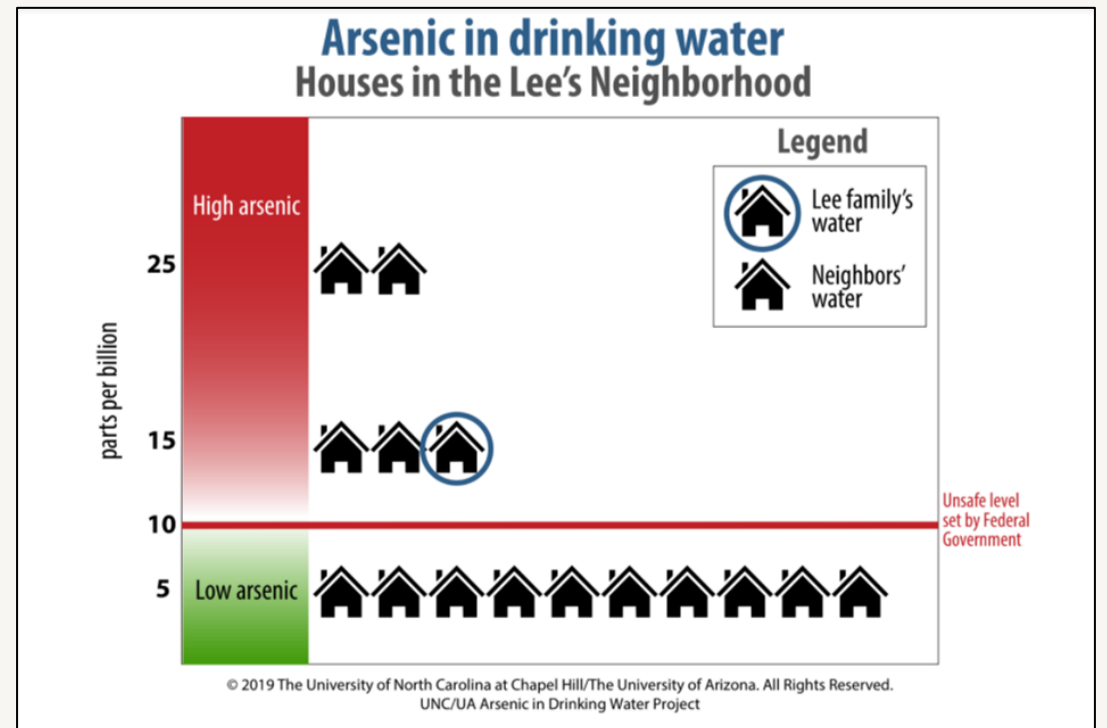 Arsenic in drinking water
Houses in the Lee's Neighborhood
Legend
Lee family's
water
Neighbors'
water
High arsenic
25
parts per billion
15
10
Unsafe level
set by Federal
Government
5
Low arsenic
© 2019 The University of North Carolina at Chapel Hill/The University of Arizona. All Rights Reserved.
UNC/UA Arsenic in Drinking Water Project